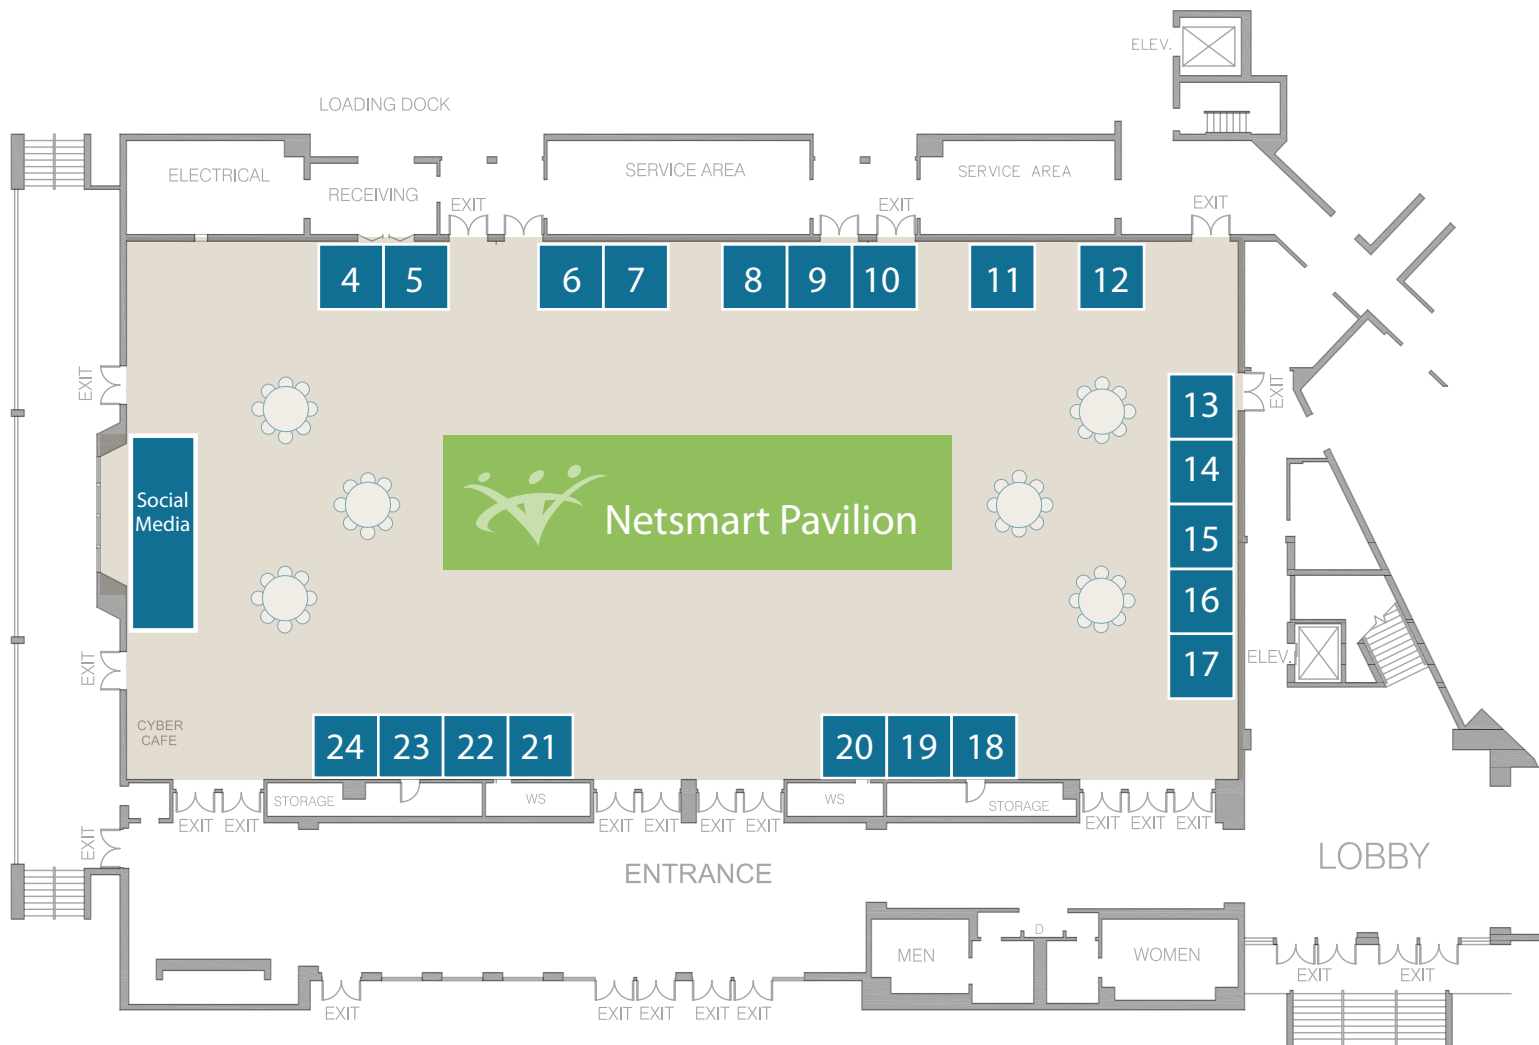 ELEV.
LOADING DOCK
ELECTRICAL
RECEIVING
SERVICE AREA
SERVICE AREA
EXIT
EXIT
EXIT
4
5
6
7
8
9
10
11
12
EXIT
EXIT
13
14
15
16
17
Social
Media
Netsmart Pavilion
EXIT
ELEV.
CYBER
CAFE
24
23
22
21
20
19
18
STORAGE
WS
WS
STORAGE
EXIT
EXIT
EXIT
EXIT
EXIT
EXIT
EXIT
EXIT
EXIT
EXIT
ENTRANCE
LOBBY
D
MEN
WOMEN
EXIT
EXIT
EXIT
EXIT
EXIT
EXIT
EXIT